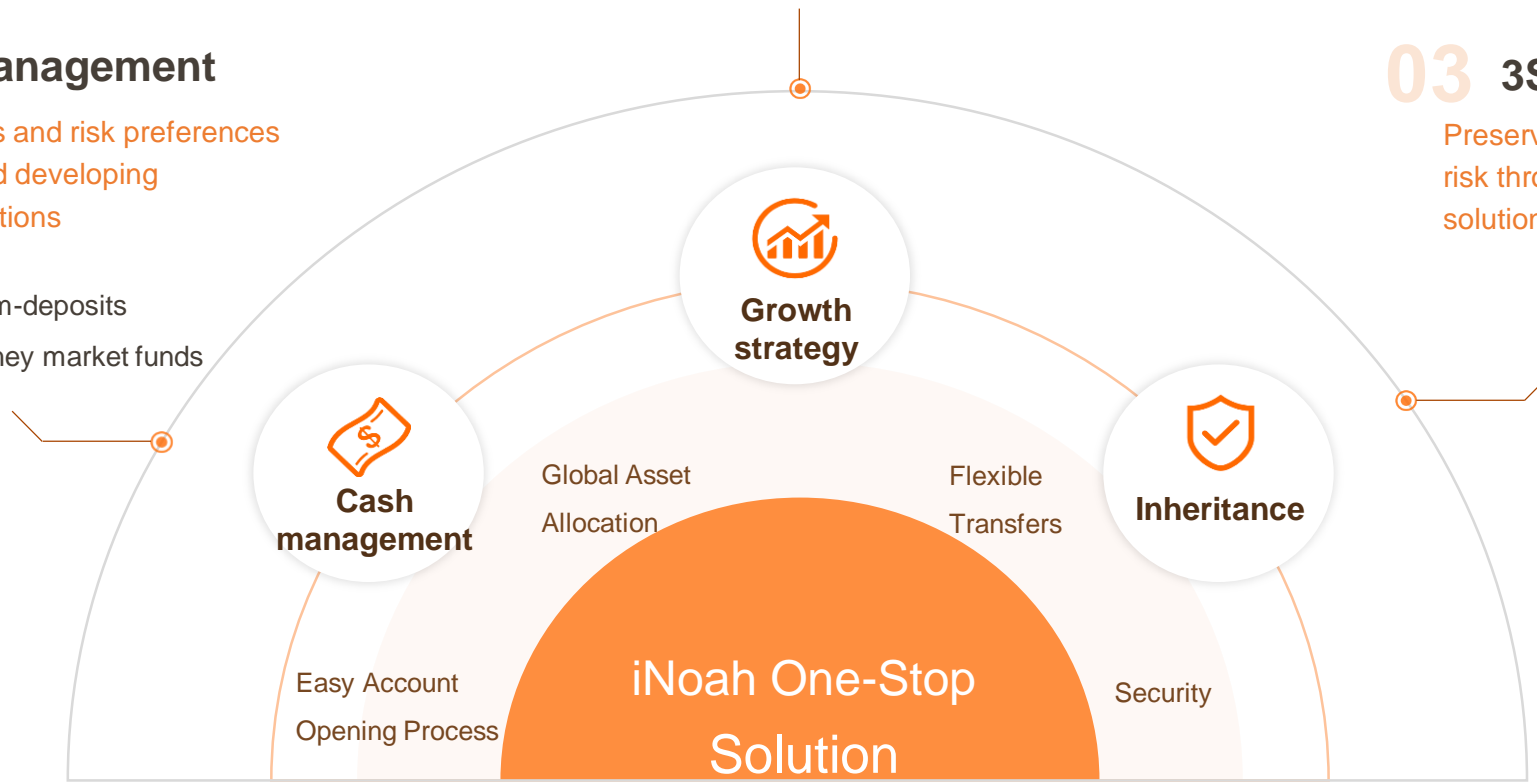 anagement
s and risk preferences
d developing
tions
m-deposits
ney market funds
03 3S
Preserv
risk thro
solution
Growth
strategy
Cash
management
Inheritance
Global Asset
Allocation
Flexible
Transfers
Easy Account
Opening Process
Security
iNoah One-Stop
Solution